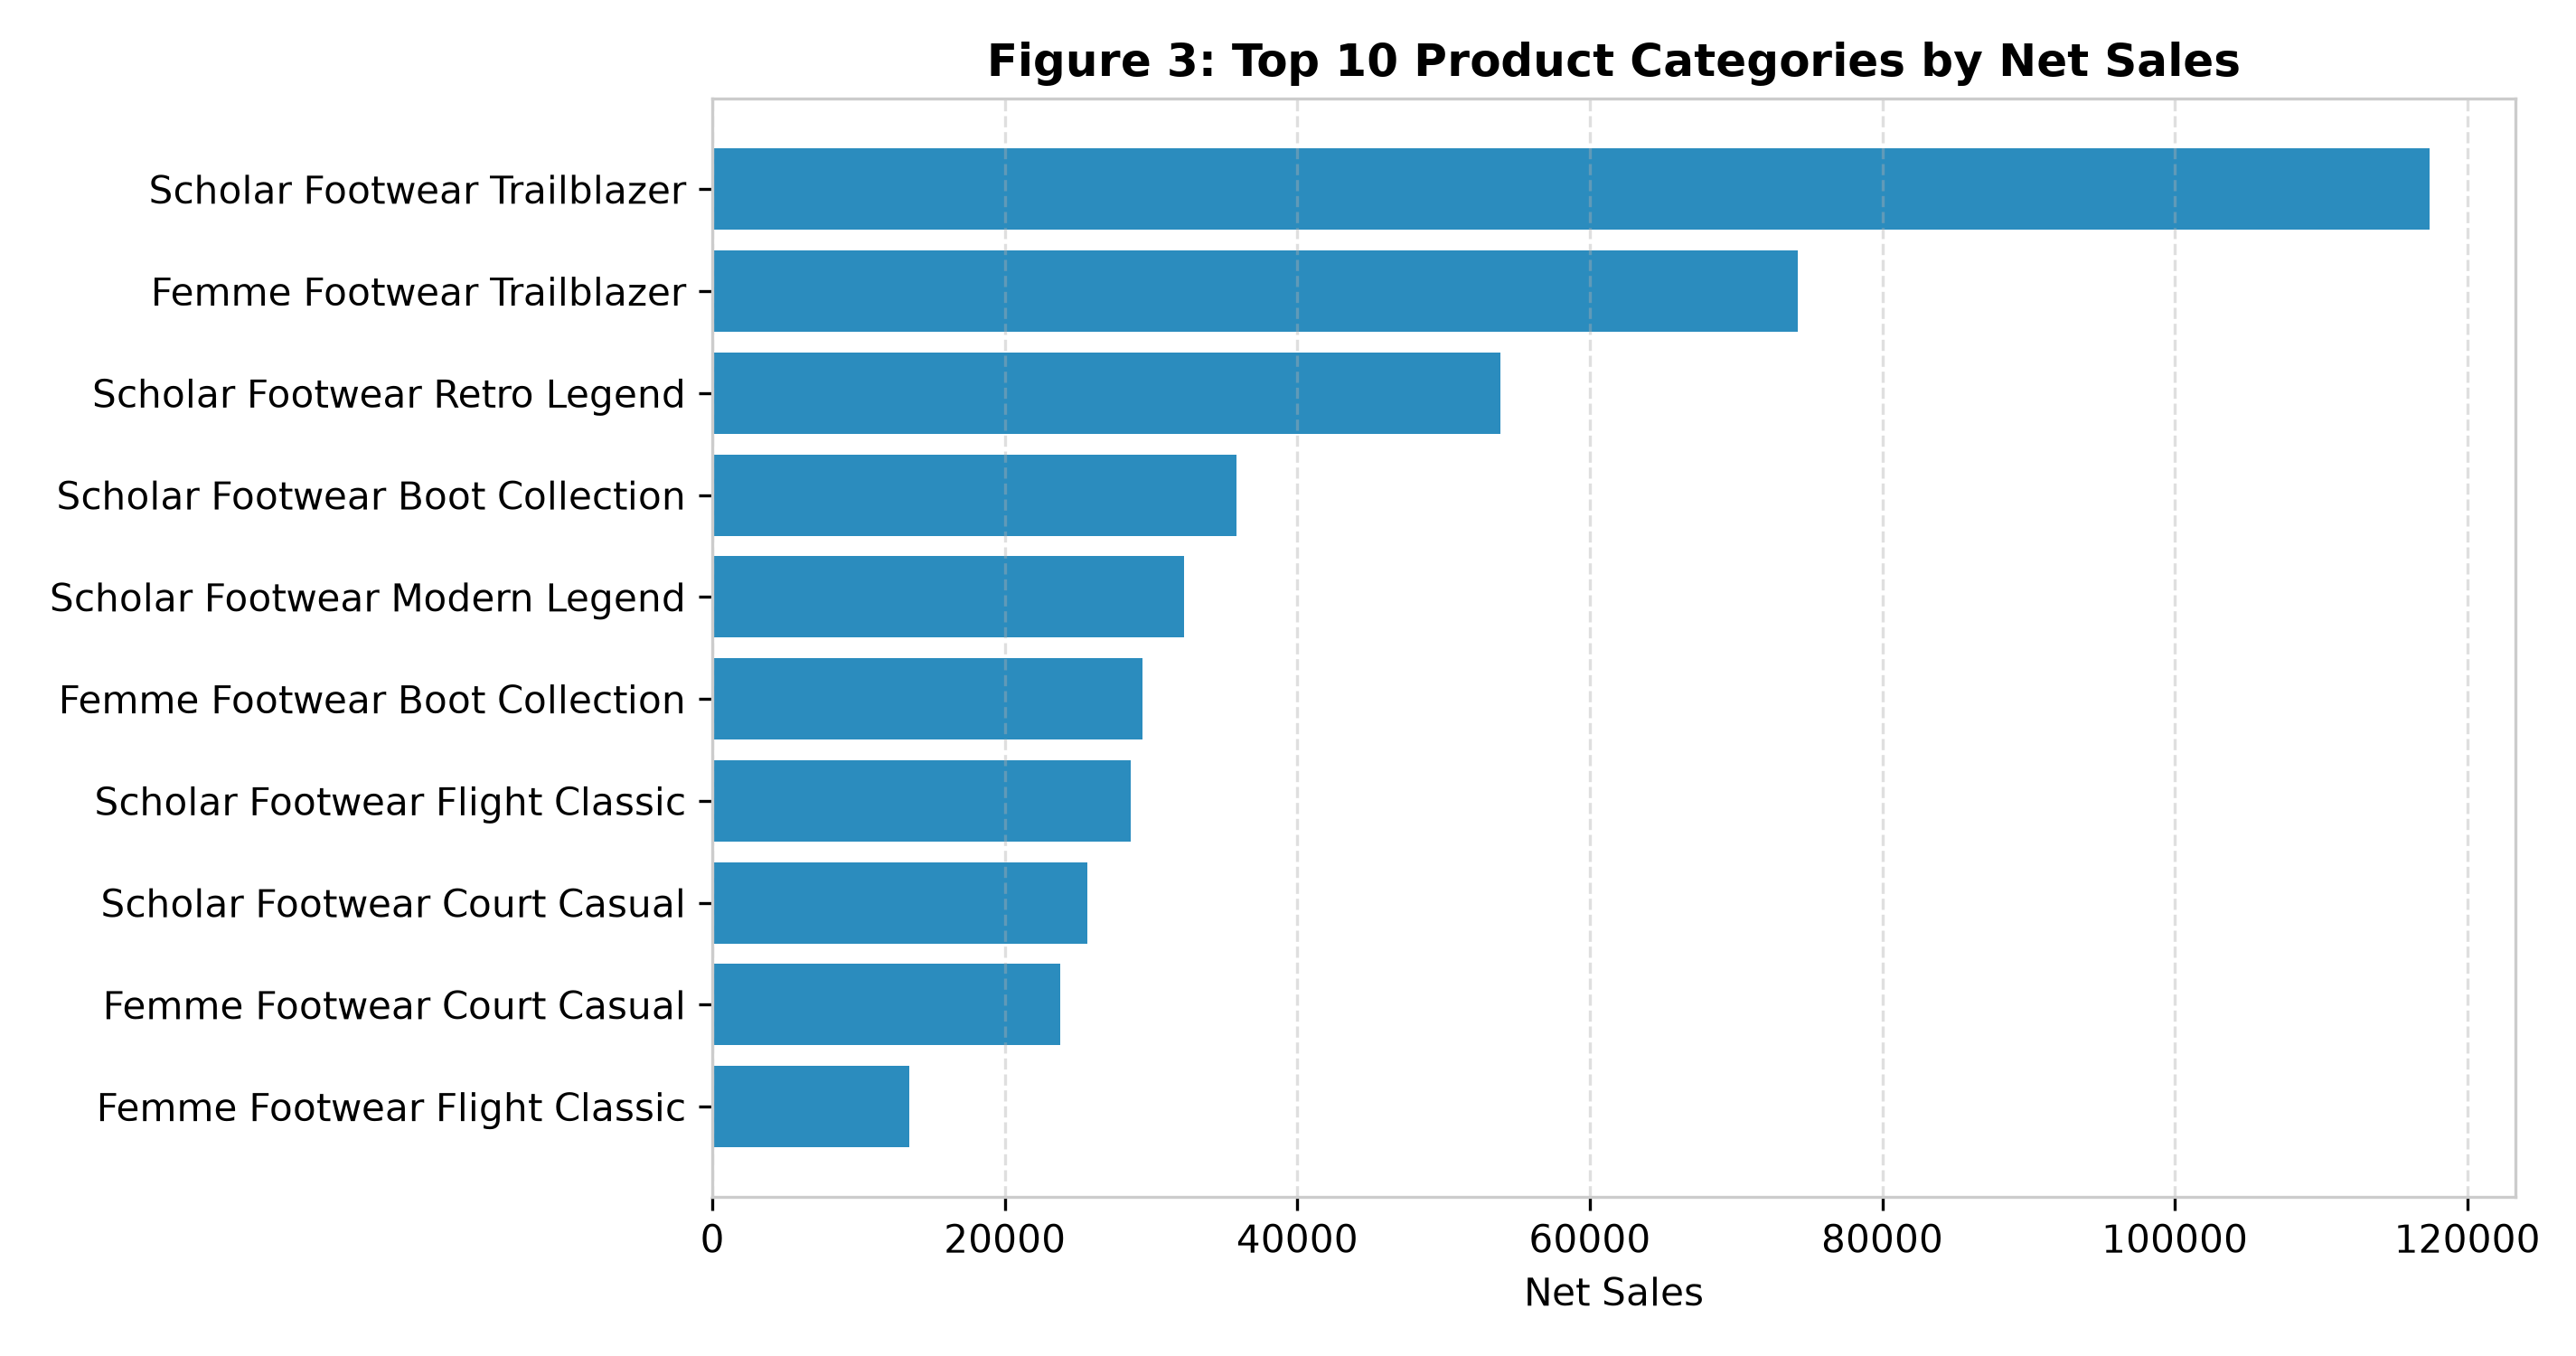 Figure 3: Top 10 Product Categories by Net Sales
Scholar Footwear Trailblazer
Femme Footwear Trailblazer
Scholar Footwear Retro Legend
Scholar Footwear Boot Collection
Scholar Footwear Modern Legend
Femme Footwear Boot Collection
Scholar Footwear Flight Classic
Scholar Footwear Court Casual
Femme Footwear Court Casual
Femme Footwear Flight Classic
0 20000 40000 60000 80000 100000 120000
Net Sales